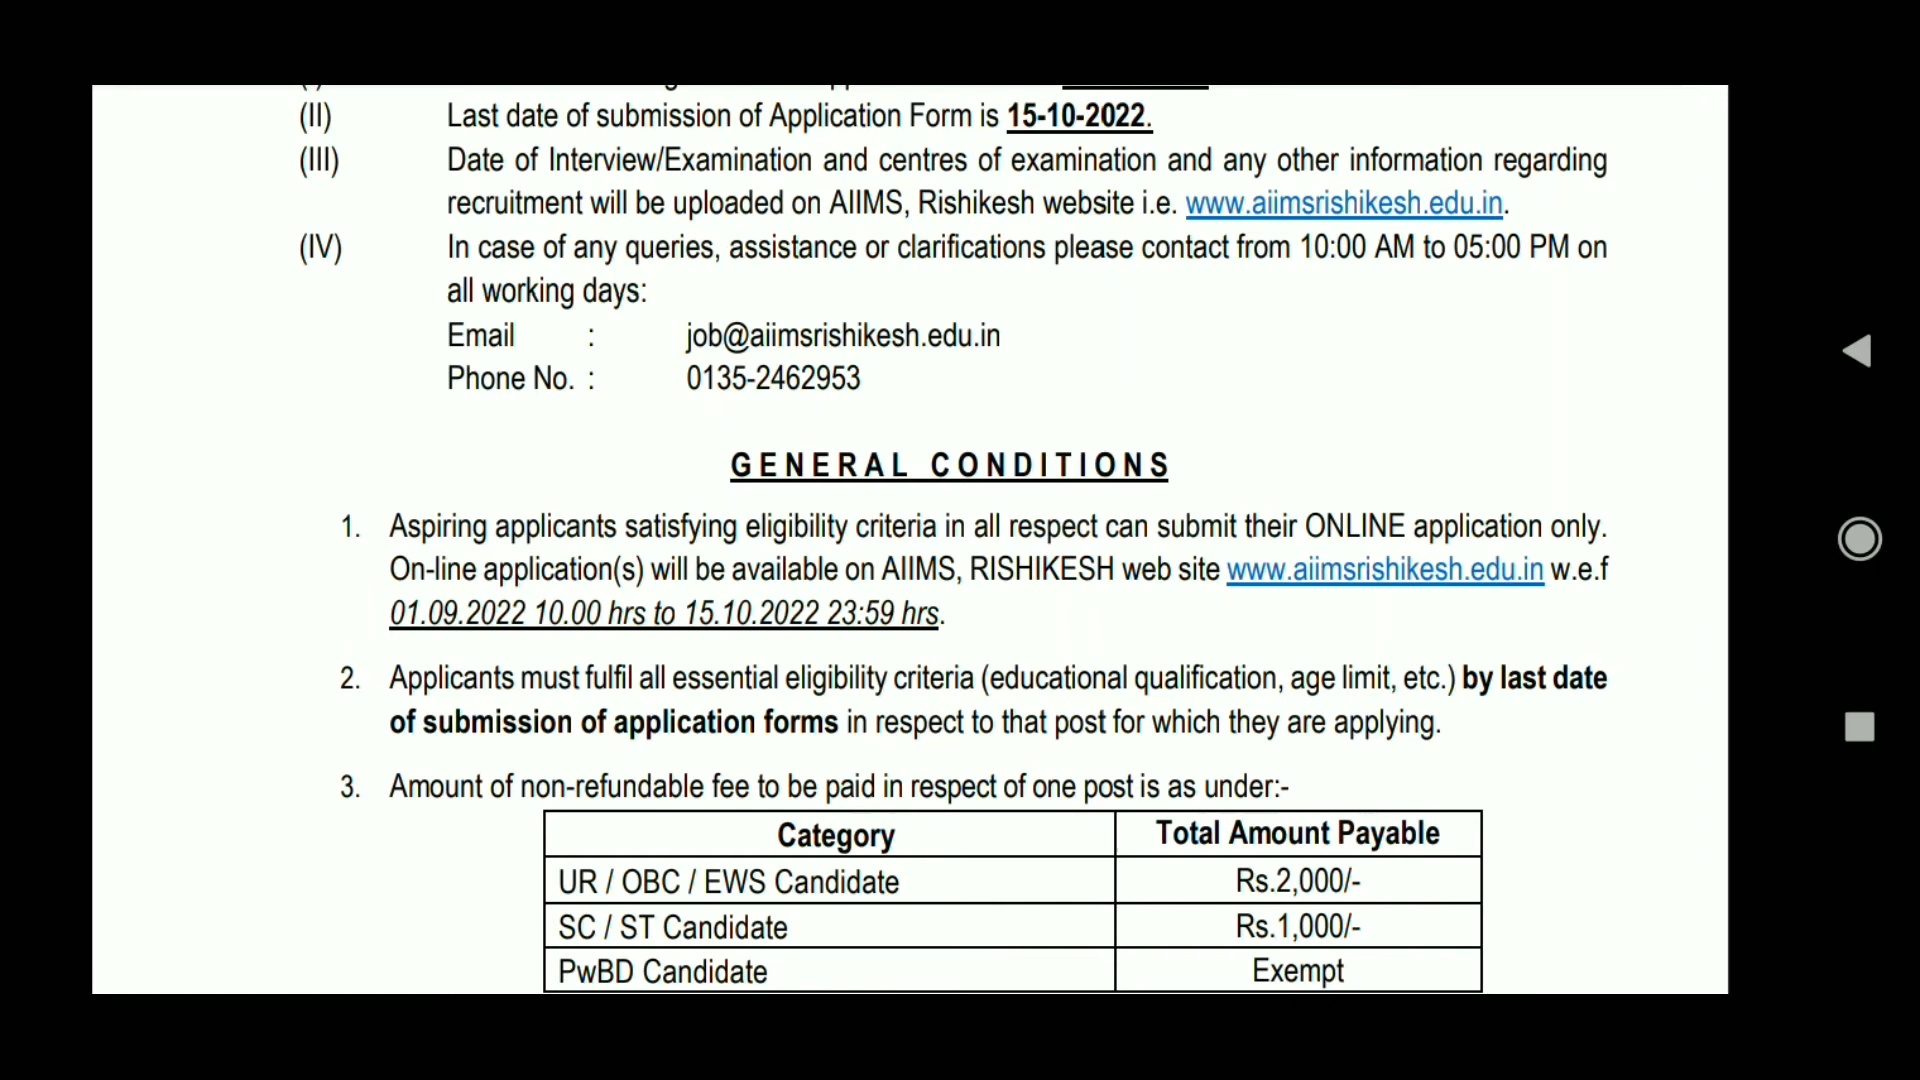 (II) Last date of submission of Application Form is 15-10-2022.
(III) Date of Interview/Examination and centres of examination and any other information regarding
recruitment will be uploaded on AIIMS, Rishikesh website i.e. www.aiimsrishikesh.edu.in.
(IV) In case of any queries, assistance or clarifications please contact from 10:00 AM to 05:00 PM on
all working days:
Email : job@aiimsrishikesh.edu.in
Phone No. : 0135-2462953
GENERAL CONDITIONS
1. Aspiring applicants satisfying eligibility criteria in all respect can submit their ONLINE application only.
On-line application(s) will be available on AIIMS, RISHIKESH web site www.aiimsrishikesh.edu.in w.e.f
01.09.2022 10.00 hrs to 15.10.2022 23:59 hrs.
2. Applicants must fulfil all essential eligibility criteria (educational qualification, age limit, etc.) by last date
of submission of application forms in respect to that post for which they are applying.
3. Amount of non-refundable fee to be paid in respect of one post is as under:-
Category Total Amount Payable
UR / OBC / EWS Candidate Rs.2,000/-
SC / ST Candidate Rs.1,000/-
PwBD Candidate Exempt